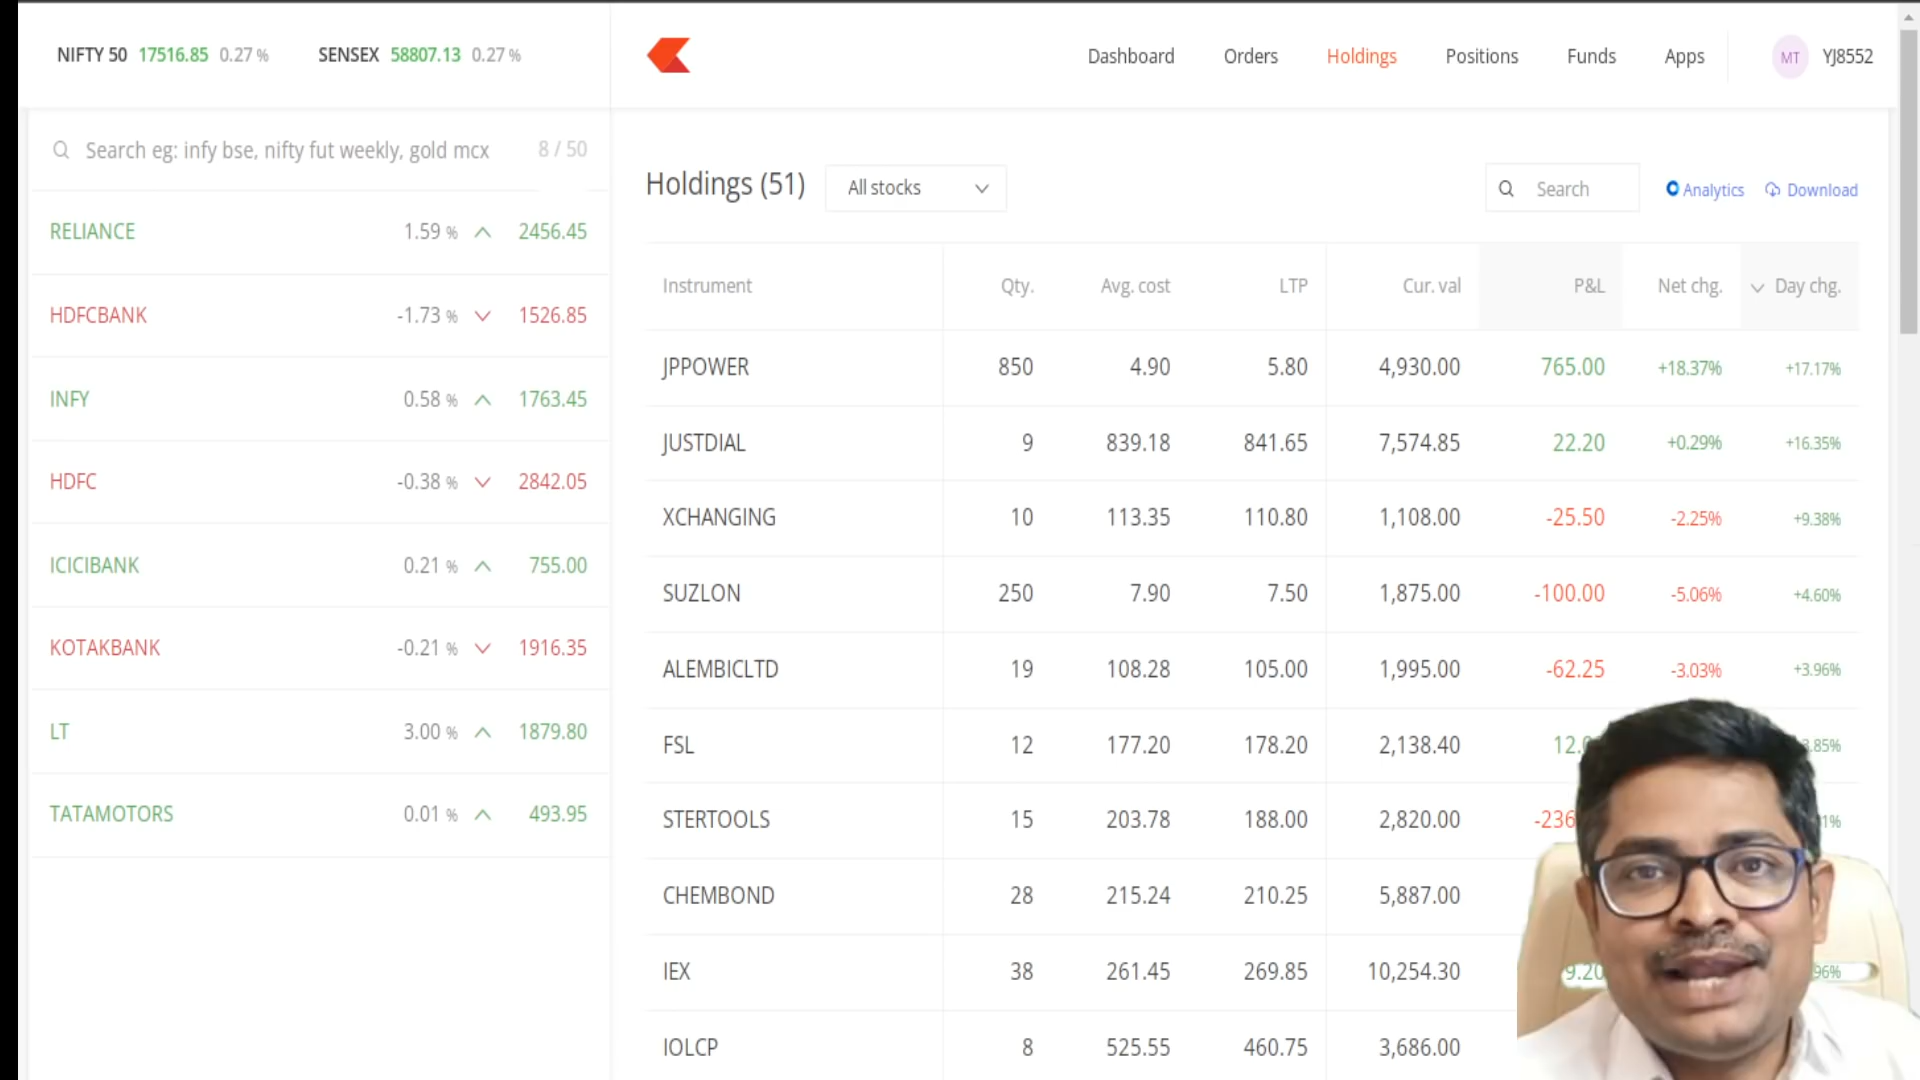 NIFTY 50 17516.85 0.27 % SENSEX 58807.13 0.27 %
Dashboard Orders Holdings Positions Funds Apps MT YJ8552
Search eg: infy bse, nifty fut weekly, gold mcx 8 / 50
RELIANCE 1.59 % 2456.45
HDFCBANK -1.73 % 1526.85
INFY 0.58 % 1763.45
HDFC -0.38 % 2842.05
ICICIBANK 0.21 % 755.00
KOTAKBANK -0.21 % 1916.35
LT 3.00 % 1879.80
TATAMOTORS 0.01 % 493.95
Holdings (51) All stocks Search Analytics Download
Instrument Qty. Avg. cost LTP Cur. val P&L Net chg. Day chg.
JPPOWER 850 4.90 5.80 4,930.00 765.00 +18.37% +17.17%
JUSTDIAL 9 839.18 841.65 7,574.85 22.20 +0.29% +16.35%
XCHANGING 10 113.35 110.80 1,108.00 -25.50 -2.25% +9.38%
SUZLON 250 7.90 7.50 1,875.00 -100.00 -5.06% +4.60%
ALEMBICLTD 19 108.28 105.00 1,995.00 -62.25 -3.03% +3.96%
FSL 12 177.20 178.20 2,138.40
STERTOOLS 15 203.78 188.00 2,820.00
CHEMBOND 28 215.24 210.25 5,887.00
IEX 38 261.45 269.85 10,254.30
IOLCP 8 525.55 460.75 3,686.00